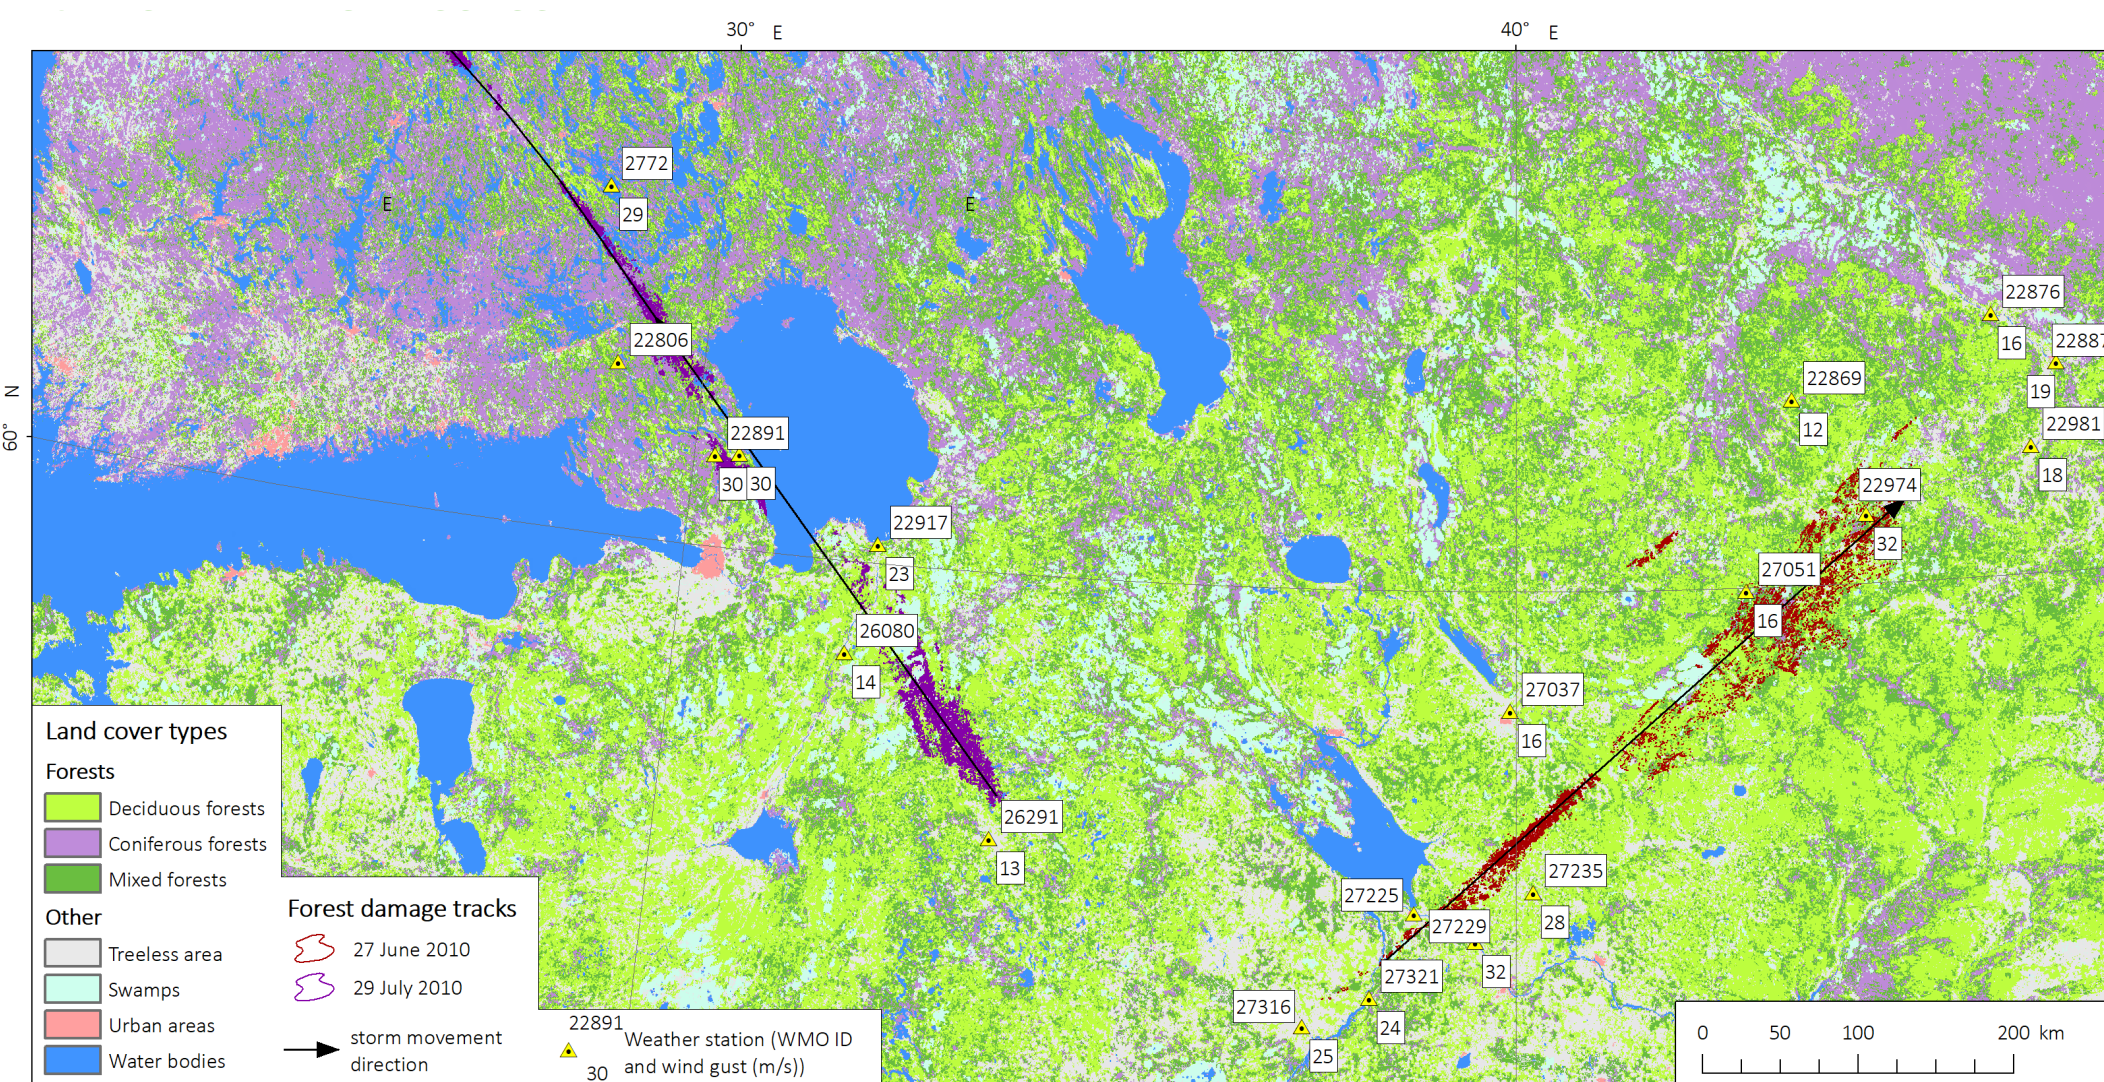 30° E
40° E
2772
29
E
E
22876
16
22887
19
22806
22869
12
N
60°
22891
30
30
22981
18
22974
32
22917
23
27051
16
26080
14
27037
16
26291
13
27235
28
27225
27229
32
27321
24
27316
25
Land cover types
Forests
Deciduous forests
Coniferous forests
Mixed forests
Other
Treeless area
Swamps
Urban areas
Water bodies
Forest damage tracks
27 June 2010
29 July 2010
storm movement
direction
22891
30
Weather station (WMO ID
and wind gust (m/s))
0 50 100 200 km